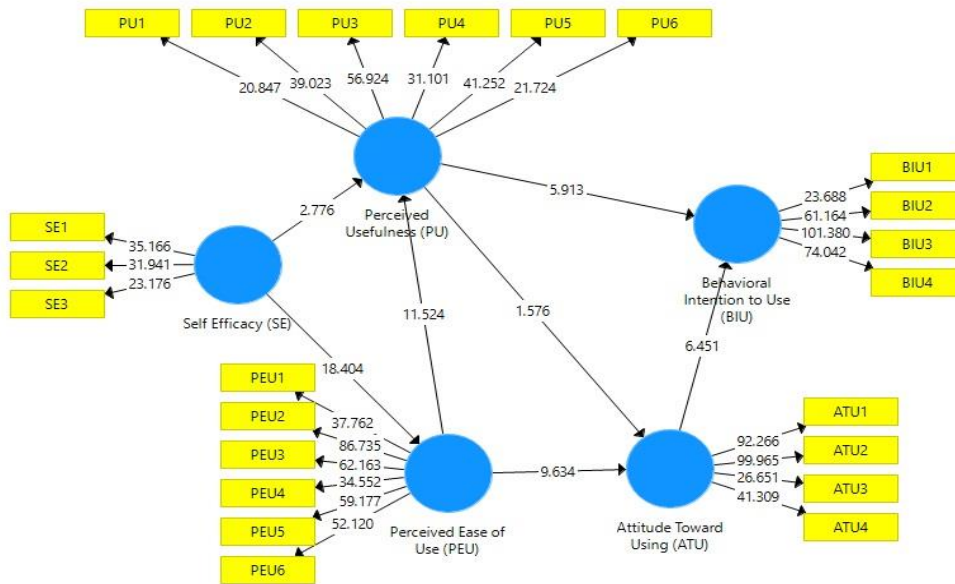 PU1 PU2 PU3 PU4 PU5 PU6
20.847 39.023 56.924 31.101 41.252 21.724
Perceived
Usefulness (PU)
2.776
5.913
SE1
SE2
SE3
35.166
31.941
23.176
Self Efficacy (SE)
BIU1
BIU2
BIU3
BIU4
23.688
61.164
101.380
74.042
Behavioral
Intention to Use
(BIU)
11.524
1.576
6.451
18.404
PEU1
PEU2
PEU3
PEU4
PEU5
PEU6
37.762
86.735
62.163
34.552
59.177
52.120
Perceived Ease of
Use (PEU)
9.634
ATU1
ATU2
ATU3
ATU4
92.266
99.965
26.651
41.309
Attitude Toward
Using (ATU)